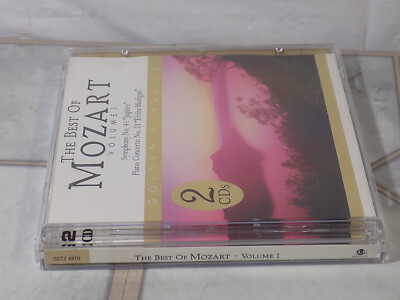 THE BEST OF
MOZART
VOLUME I
Symphony No. 41 "Jupiter"
Piano Concerto No. 21 "Elvira Madigan"
2
CDs
2
CD
THE BEST OF MOZART · VOLUME 1